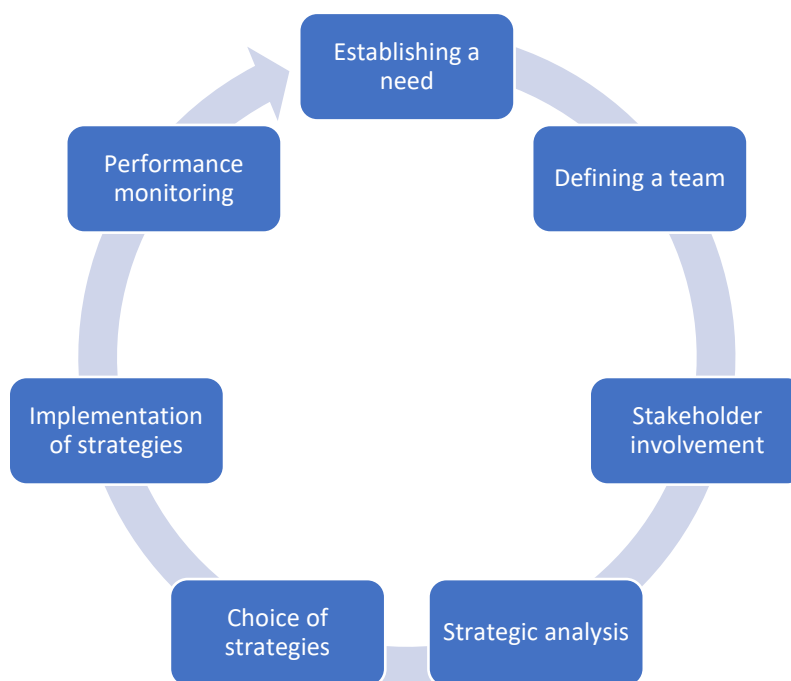 Establishing a
need
Defining a team
Stakeholder
involvement
Strategic analysis
Choice of
strategies
Implementation
of strategies
Performance
monitoring